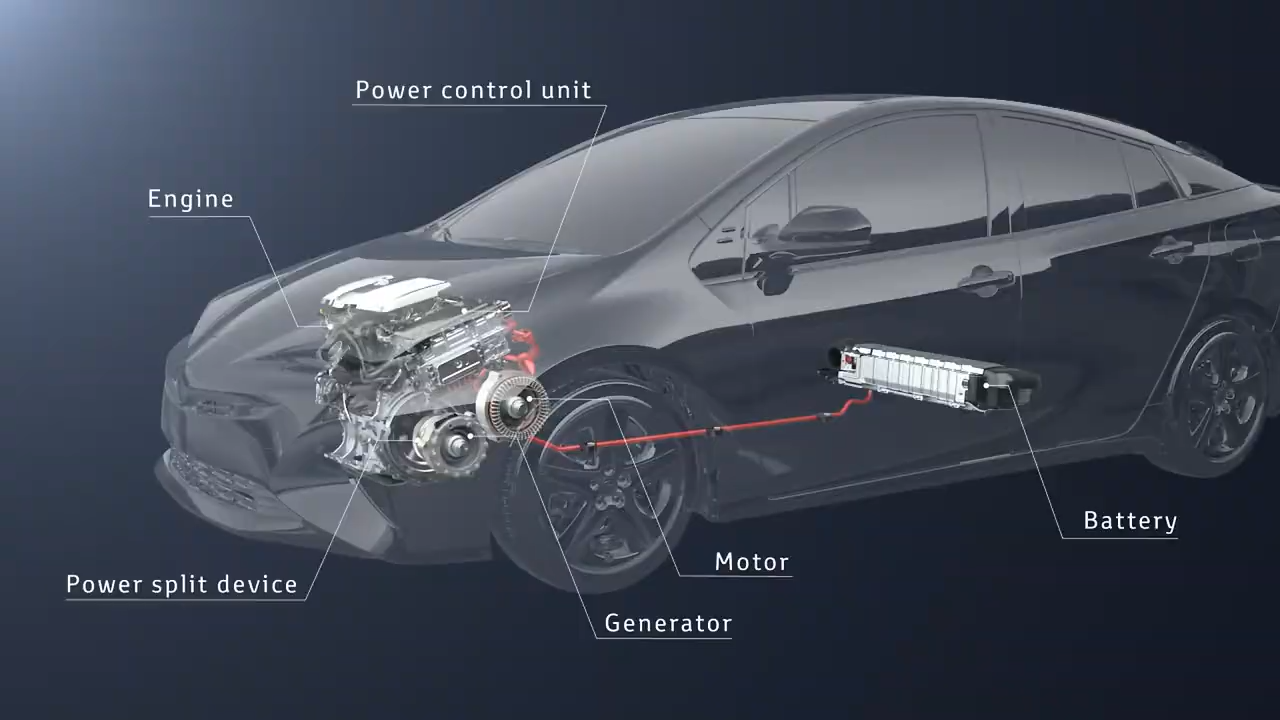 Power control unit
Engine
Battery
Motor
Power split device
Generator